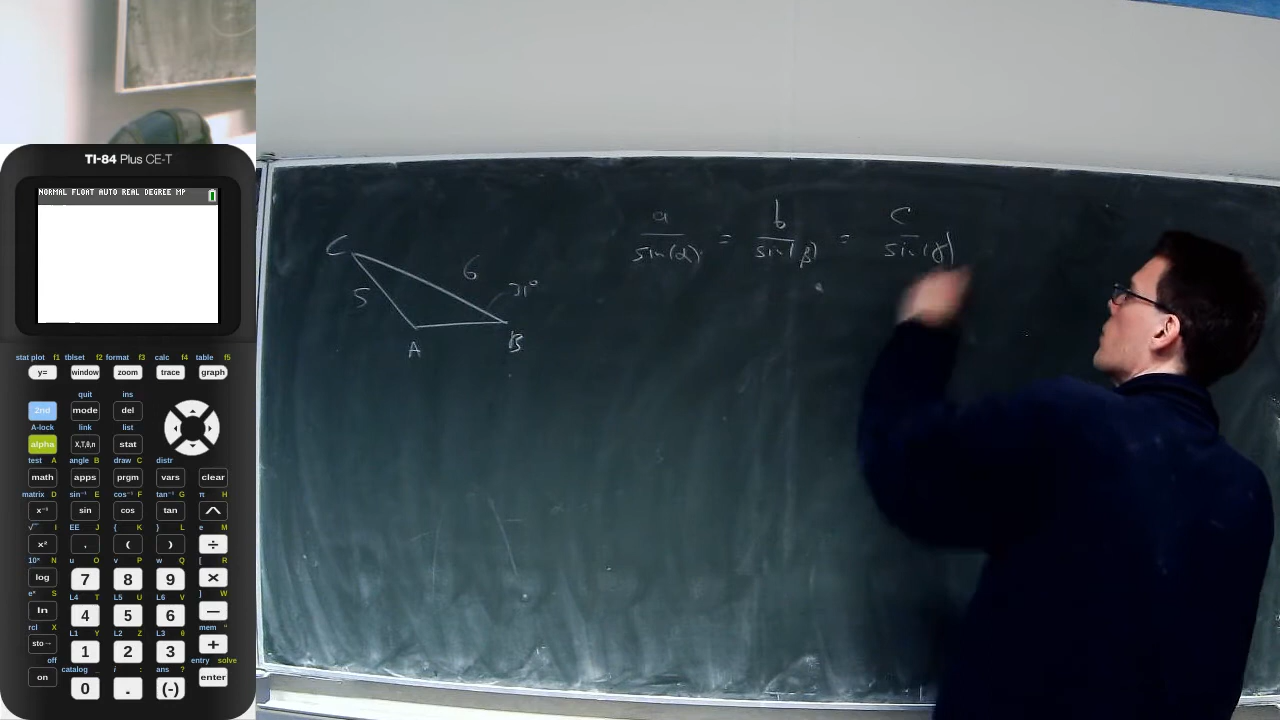 TI-84 Plus CE-T
NORMAL FLOAT AUTO REAL DEGREE MP
stat plot f1 tblset f2 format f3 calc f4 table f5
y= window zoom trace graph
quit ins
2nd mode del
A-lock link list
alpha X,T,θ,n stat
test A angle B draw C distr
math apps prgm vars clear
matrix D sin⁻¹ E cos⁻¹ F tan⁻¹ G π H
x⁻¹ sin cos tan ^
√ I EE J { K } L e M
x² , ( ) ÷
10ˣ N u O v P w Q [ R
log 7 8 9 ×
eˣ S L4 T L5 U L6 V ] W
ln 4 5 6 −
rcl X L1 Y L2 Z L3 θ mem "
sto→ 1 2 3 +
off catalog _ i : ans ? entry solve
on 0 . (-) enter
C 6 31°
5
A B
a b c
= =
sin(α) sin(β) sin(γ)